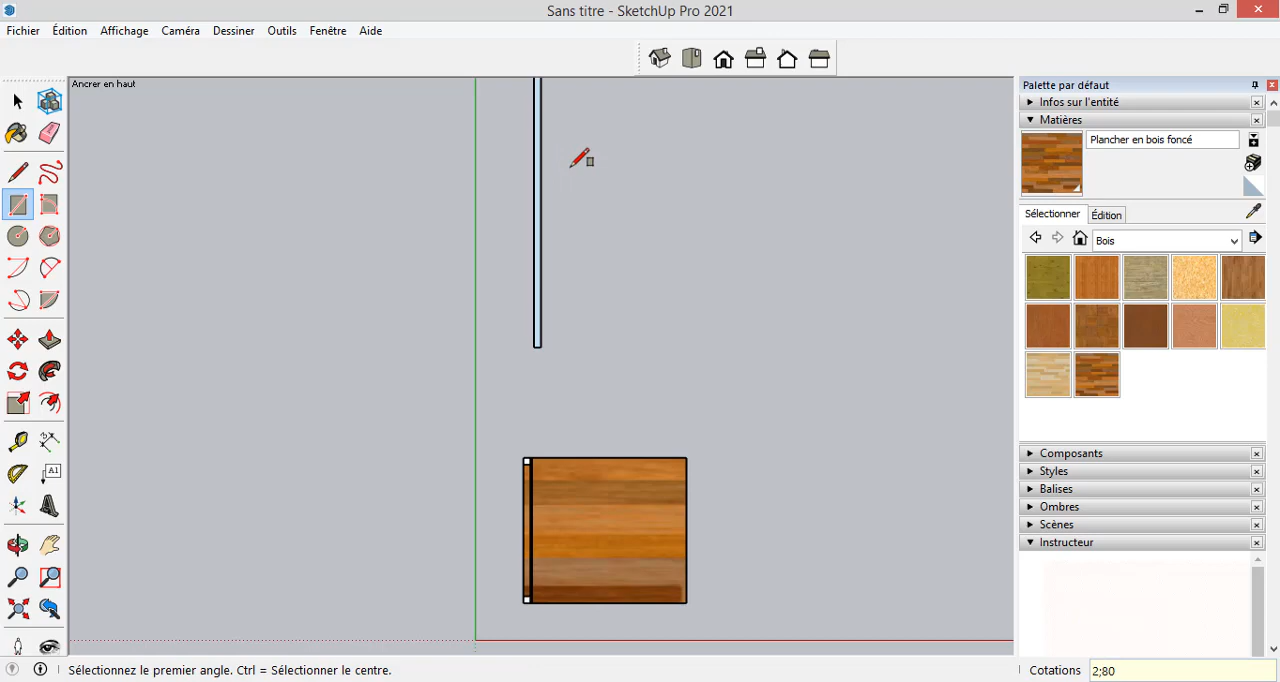 Sans titre - SketchUp Pro 2021
Fichier Édition Affichage Caméra Dessiner Outils Fenêtre Aide
Ancrer en haut
Palette par défaut
Infos sur l'entité
Matières
Plancher en bois foncé
Sélectionner Édition
Bois
A1
Composants
Styles
Balises
Ombres
Scènes
Instructeur
Sélectionnez le premier angle. Ctrl = Sélectionner le centre.
Cotations 2;80